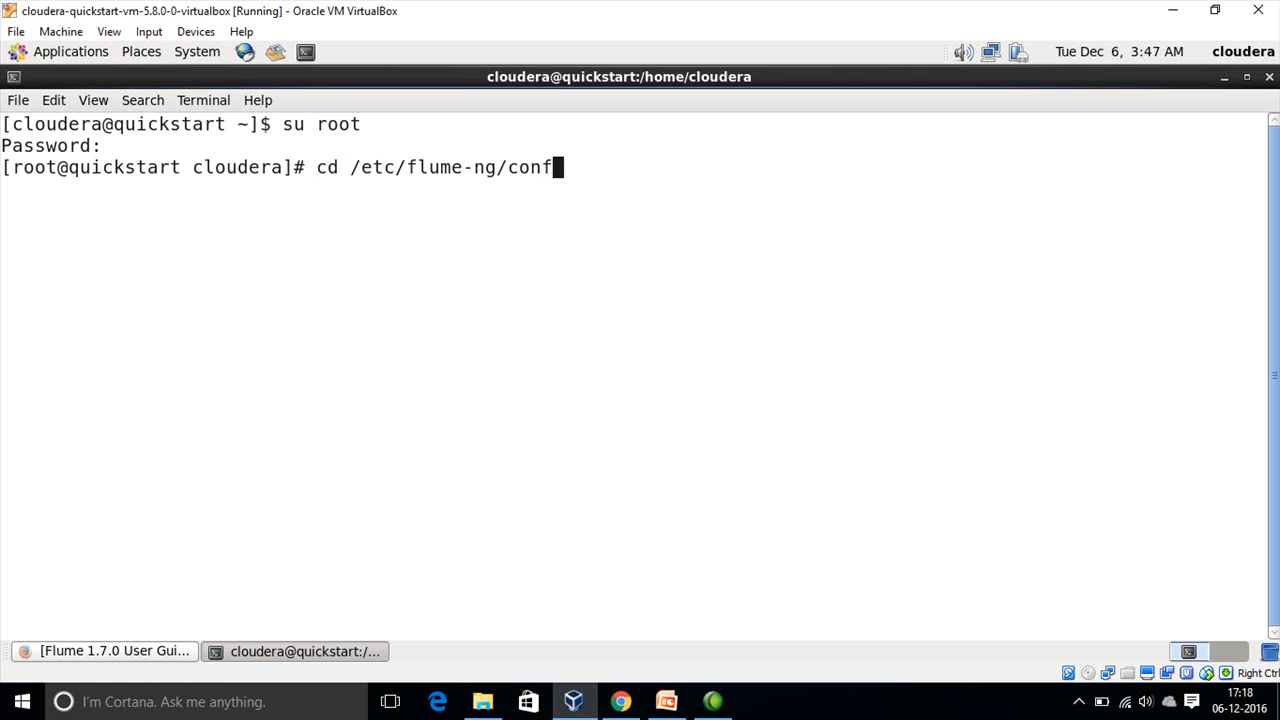 cloudera-quickstart-vm-5.8.0-0-virtualbox [Running] - Oracle VM VirtualBox
File Machine View Input Devices Help
Applications Places System Tue Dec 6, 3:47 AM cloudera
cloudera@quickstart:/home/cloudera
File Edit View Search Terminal Help
[cloudera@quickstart ~]$ su root
Password:
[root@quickstart cloudera]# cd /etc/flume-ng/conf
[Flume 1.7.0 User Gui... cloudera@quickstart:/...
Right Ctrl
I'm Cortana. Ask me anything.
17:18
06-12-2016